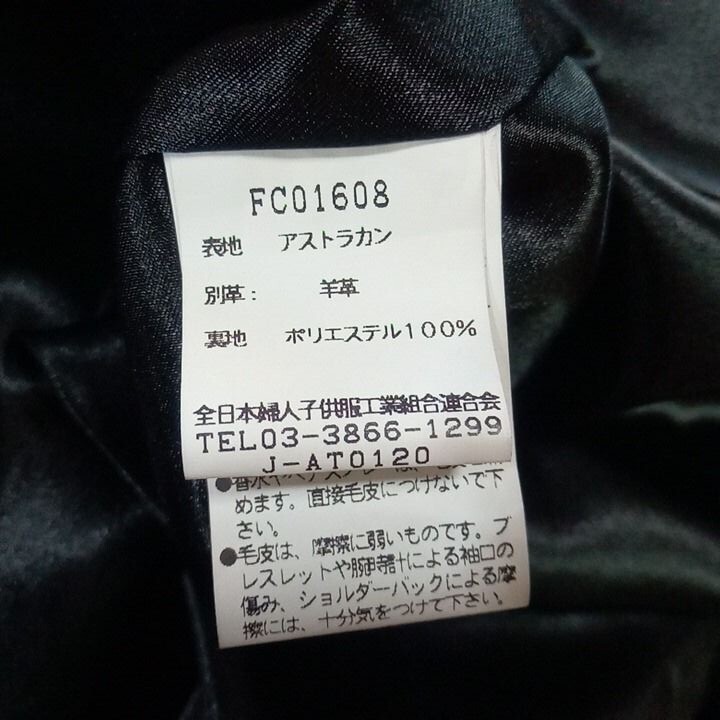 FC01608
表地 アストラカン
別革: 羊革
裏地 ポリエステル100%
全日本婦人子供服工業組合連合会
TEL03-3866-1299
J-AT0120
めます。直接毛皮につけないで下
さい。
●毛皮は、摩擦に弱いものです。ブ
レスレットや腕時計による袖口の
傷み、ショルダーバックによる摩
擦には、十分気をつけて下さい。